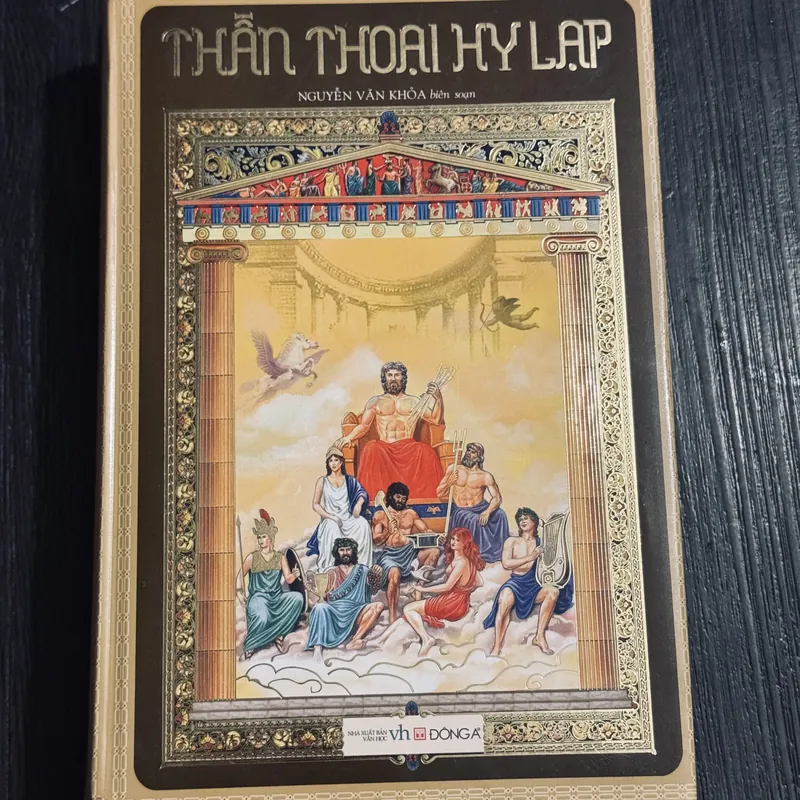 THẦN THOẠI HY LẠP
NGUYỄN VĂN KHỎA biên soạn
NHÀ XUẤT BẢN
VĂN HỌC
vh ĐÔNG A